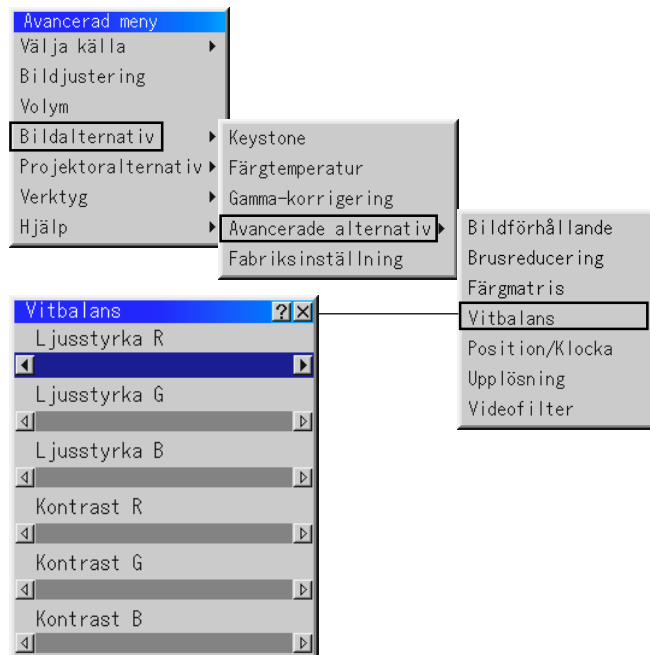 Avancerad meny
Välja källa
Bildjustering
Volym
Bildalternativ
Projektoralternativ
Verktyg
Hjälp
Keystone
Färgtemperatur
Gamma-korrigering
Avancerade alternativ
Fabriksinställning
Bildförhållande
Brusreducering
Färgmatris
Vitbalans
Position/Klocka
Upplösning
Videofilter
Vitbalans ?
Ljusstyrka R
Ljusstyrka G
Ljusstyrka B
Kontrast R
Kontrast G
Kontrast B